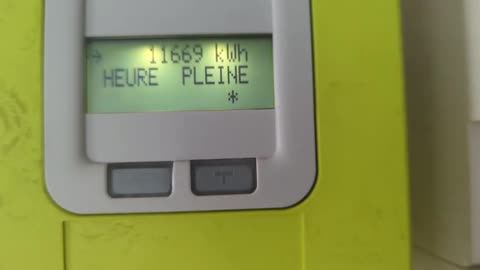 → 11669 kWh
HEURE PLEINE
*